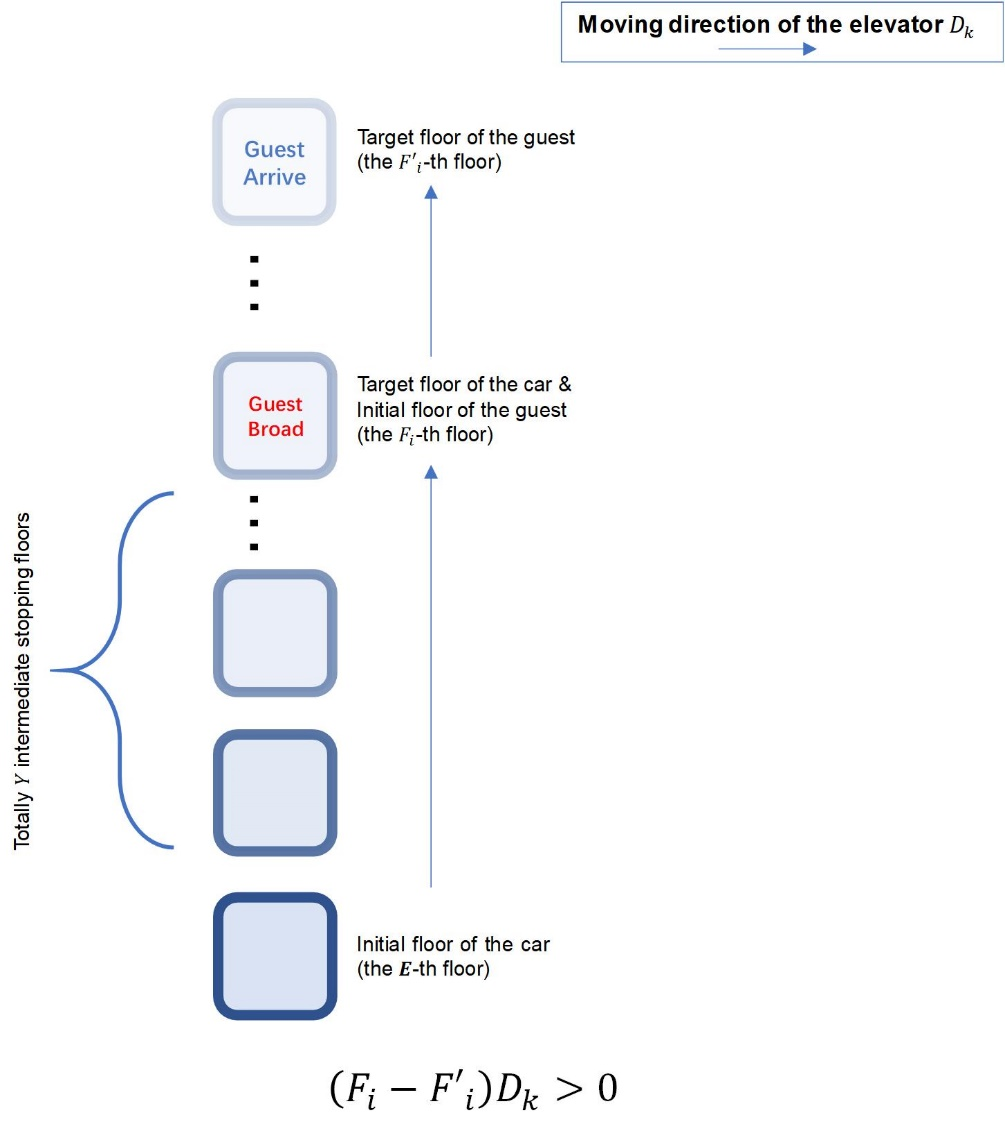 Moving direction of the elevator D_k
Guest
Arrive
Target floor of the guest
(the F'_i-th floor)
Guest
Broad
Target floor of the car &
Initial floor of the guest
(the F_i-th floor)
Totally Y intermediate stopping floors
Initial floor of the car
(the E-th floor)
(F_i − F'_i)D_k > 0